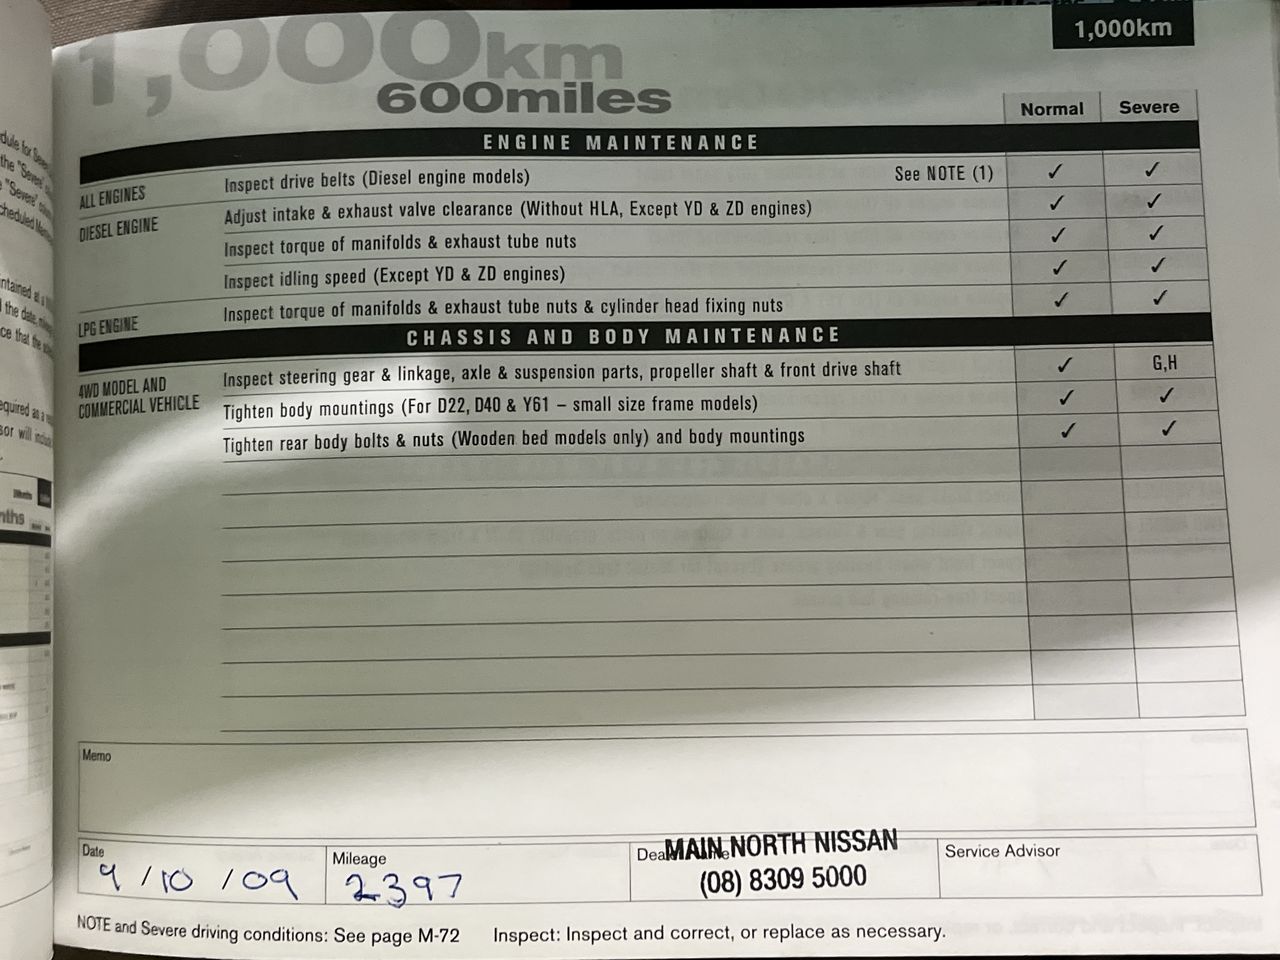 1,000km
1,000km
600miles
Normal Severe
ENGINE MAINTENANCE
ALL ENGINES Inspect drive belts (Diesel engine models) See NOTE (1) ✓ ✓
DIESEL ENGINE Adjust intake & exhaust valve clearance (Without HLA, Except YD & ZD engines) ✓ ✓
Inspect torque of manifolds & exhaust tube nuts ✓ ✓
Inspect idling speed (Except YD & ZD engines) ✓ ✓
LPG ENGINE Inspect torque of manifolds & exhaust tube nuts & cylinder head fixing nuts ✓ ✓
CHASSIS AND BODY MAINTENANCE
4WD MODEL AND
COMMERCIAL VEHICLE
Inspect steering gear & linkage, axle & suspension parts, propeller shaft & front drive shaft ✓ G,H
Tighten body mountings (For D22, D40 & Y61 – small size frame models) ✓ ✓
Tighten rear body bolts & nuts (Wooden bed models only) and body mountings ✓ ✓
Memo
Date
9/10/09
Mileage
2397
MAIN NORTH NISSAN
(08) 8309 5000
Service Advisor
NOTE and Severe driving conditions: See page M-72 Inspect: Inspect and correct, or replace as necessary.